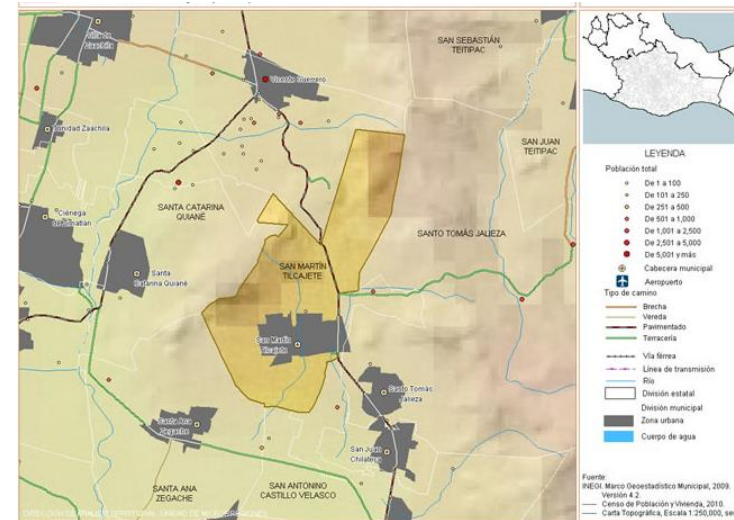 Villa de
Zaachila
Vicente Guerrero
SAN SEBASTIÁN
TEITIPAC
Trinidad Zaachila
SAN JUAN
TEITIPAC
SANTA CATARINA
QUIANÉ
Ciénega
SANTO TOMÁS JALIEZA
SAN MARTÍN
TILCAJETE
Santa
Catarina Quiané
San Martín
Tilcajete
Santo Tomás
Jalieza
Santa Ana
Zegache
San Juan
Chilateca
SANTA ANA
ZEGACHE
SAN ANTONINO
CASTILLO VELASCO
LEYENDA
Población total
De 1 a 100
De 101 a 250
De 251 a 500
De 501 a 1,000
De 1,001 a 2,500
De 2,501 a 5,000
De 5,001 y más
Cabecera municipal
Aeropuerto
Tipo de camino
Brecha
Vereda
Pavimentado
Terracería
Vía férrea
Línea de transmisión
Río
División estatal
División municipal
Zona urbana
Cuerpo de agua
Fuente:
INEGI. Marco Geoestadístico Municipal, 2009.
Versión 4.2.
Censo de Población y Vivienda, 2010.
Carta Topográfica, Escala 1:250,000, se